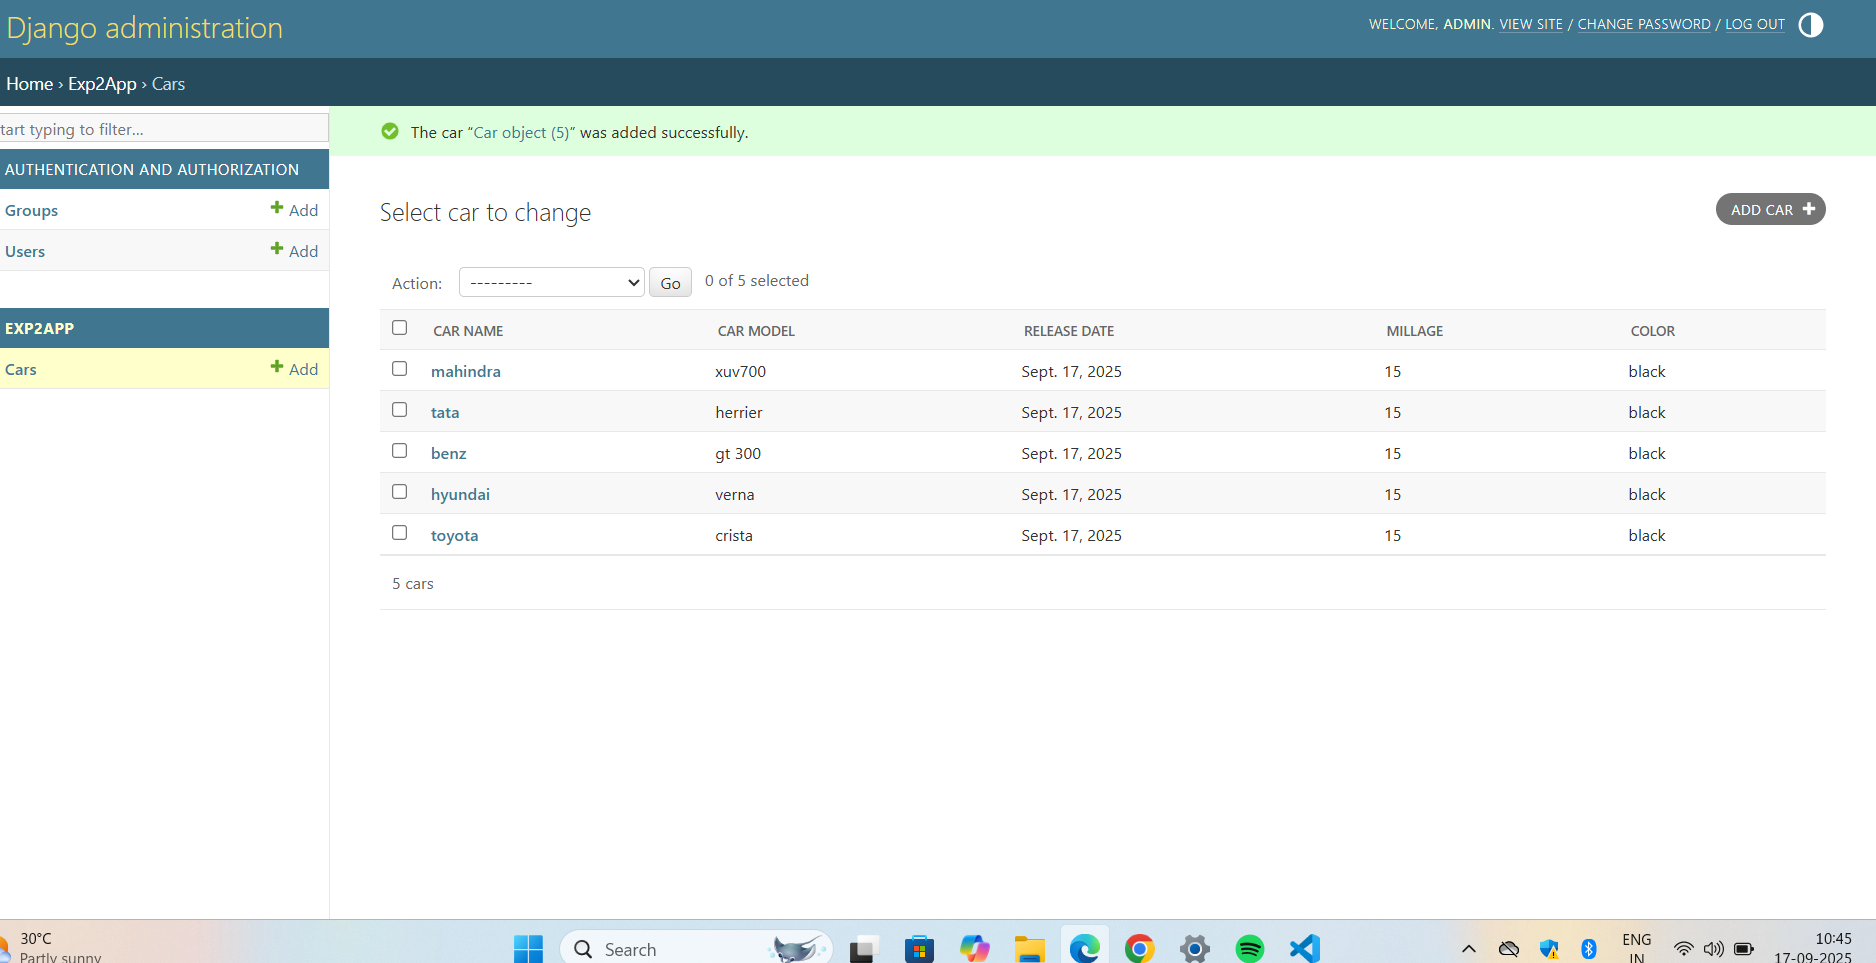 Django administration
WELCOME, ADMIN. VIEW SITE / CHANGE PASSWORD / LOG OUT
Home › Exp2App › Cars
tart typing to filter...
The car “Car object (5)” was added successfully.
AUTHENTICATION AND AUTHORIZATION
Groups Add
Users Add
EXP2APP
Cars Add
Select car to change
ADD CAR
Action: --------- Go 0 of 5 selected
CAR NAME CAR MODEL RELEASE DATE MILLAGE COLOR
mahindra xuv700 Sept. 17, 2025 15 black
tata herrier Sept. 17, 2025 15 black
benz gt 300 Sept. 17, 2025 15 black
hyundai verna Sept. 17, 2025 15 black
toyota crista Sept. 17, 2025 15 black
5 cars
30°C
Partly sunny
Search
ENG
IN
10:45
17-09-2025